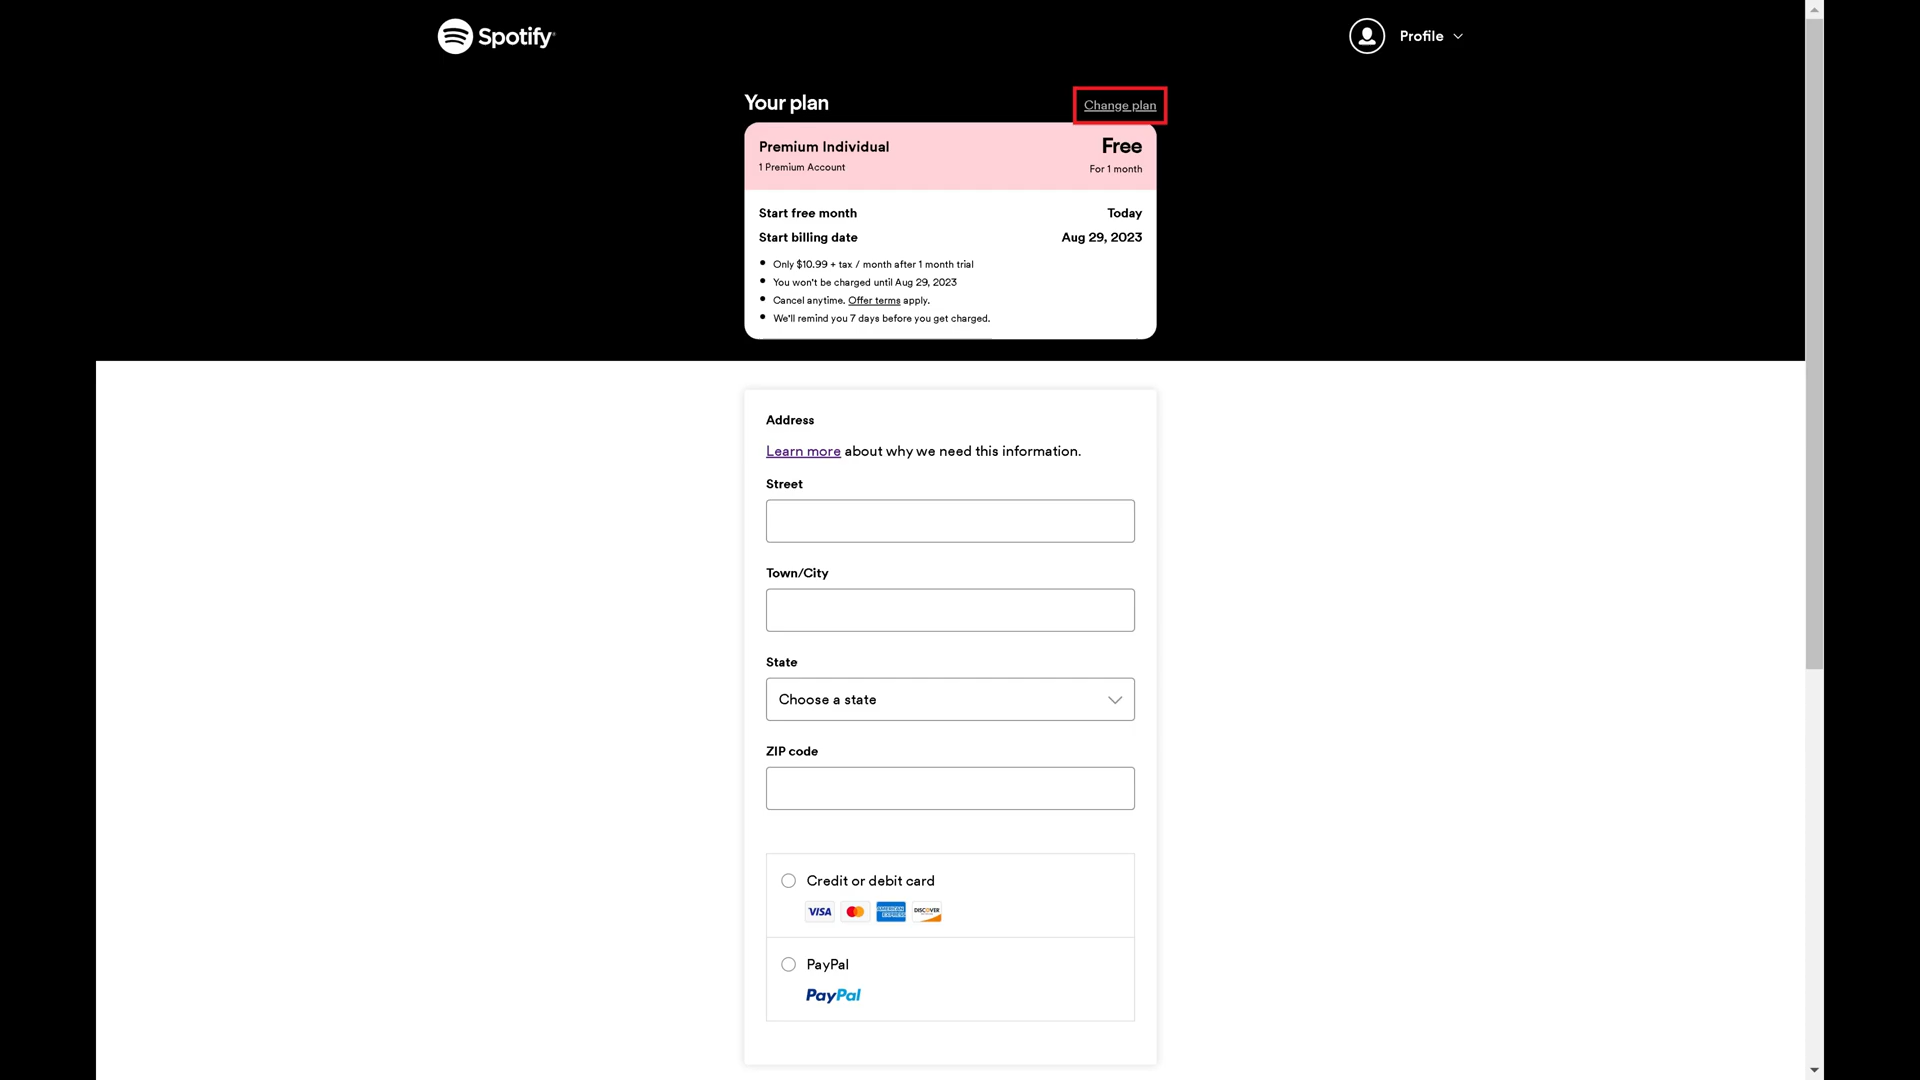 Spotify
Profile
Your plan
Change plan
Premium Individual
Free
1 Premium Account
For 1 month
Start free month
Today
Start billing date
Aug 29, 2023
Only $10.99 + tax / month after 1 month trial
You won't be charged until Aug 29, 2023
Cancel anytime. Offer terms apply.
We'll remind you 7 days before you get charged.
Address
Learn more about why we need this information.
Street
Town/City
State
Choose a state
ZIP code
Credit or debit card
VISA
AMERICAN EXPRESS
DISCOVER
PayPal
PayPal